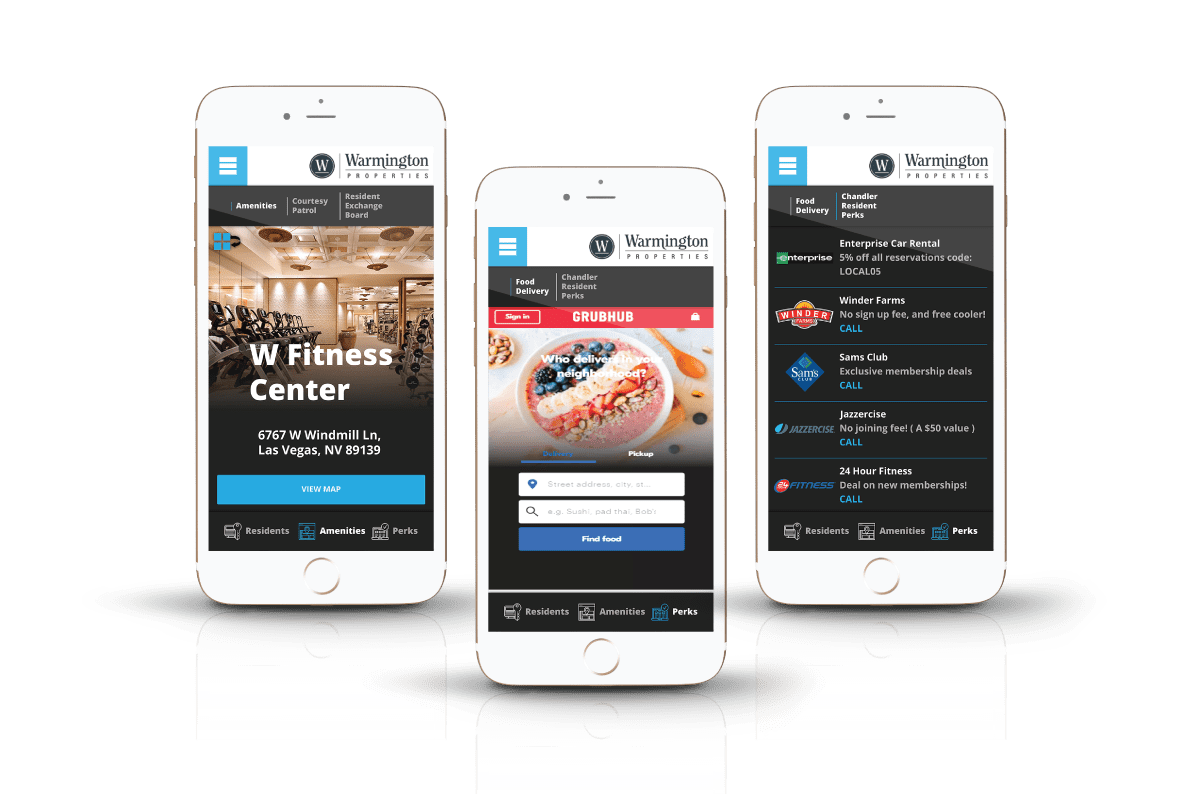 W
Warmington
PROPERTIES
Amenities
Courtesy
Patrol
Resident
Exchange
Board
W Fitness
Center
6767 W Windmill Ln,
Las Vegas, NV 89139
VIEW MAP
Residents
Amenities
Perks
W
Warmington
PROPERTIES
Food
Delivery
Chandler
Resident
Perks
Sign in
GRUBHUB
Who delivers in your
neighborhood?
Delivery
Pickup
Street address, city, st...
e.g. Sushi, pad thai, Bob's
Find food
Residents
Amenities
Perks
W
Warmington
PROPERTIES
Food
Delivery
Chandler
Resident
Perks
enterprise
Enterprise Car Rental
5% off all reservations code:
LOCAL05
WINDER
FARMS
Winder Farms
No sign up fee, and free cooler!
CALL
Sam's
CLUB
Sams Club
Exclusive membership deals
CALL
JAZZERCISE
Jazzercise
No joining fee! ( A $50 value )
CALL
24 FITNESS
24 Hour Fitness
Deal on new memberships!
CALL
Residents
Amenities
Perks